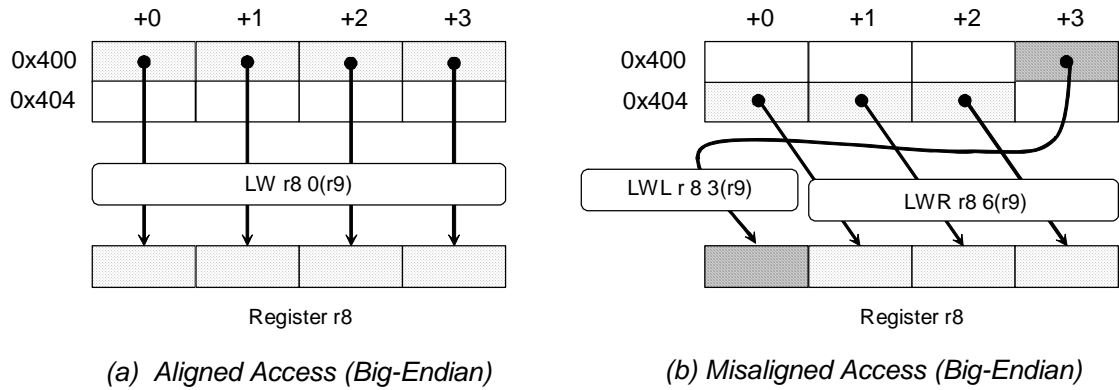 +0 +1 +2 +3
0x400
0x404
LW r8 0(r9)
Register r8
(a) Aligned Access (Big-Endian)
+0 +1 +2 +3
0x400
0x404
LWL r 8 3(r9)
LWR r8 6(r9)
Register r8
(b) Misaligned Access (Big-Endian)